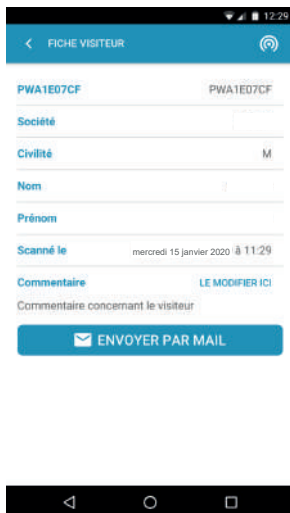 12:29
FICHE VISITEUR
PWA1E07CF PWA1E07CF
Société
Civilité M
Nom
Prénom
Scanné le mercredi 15 janvier 2020 à 11:29
Commentaire LE MODIFIER ICI
Commentaire concernant le visiteur
ENVOYER PAR MAIL